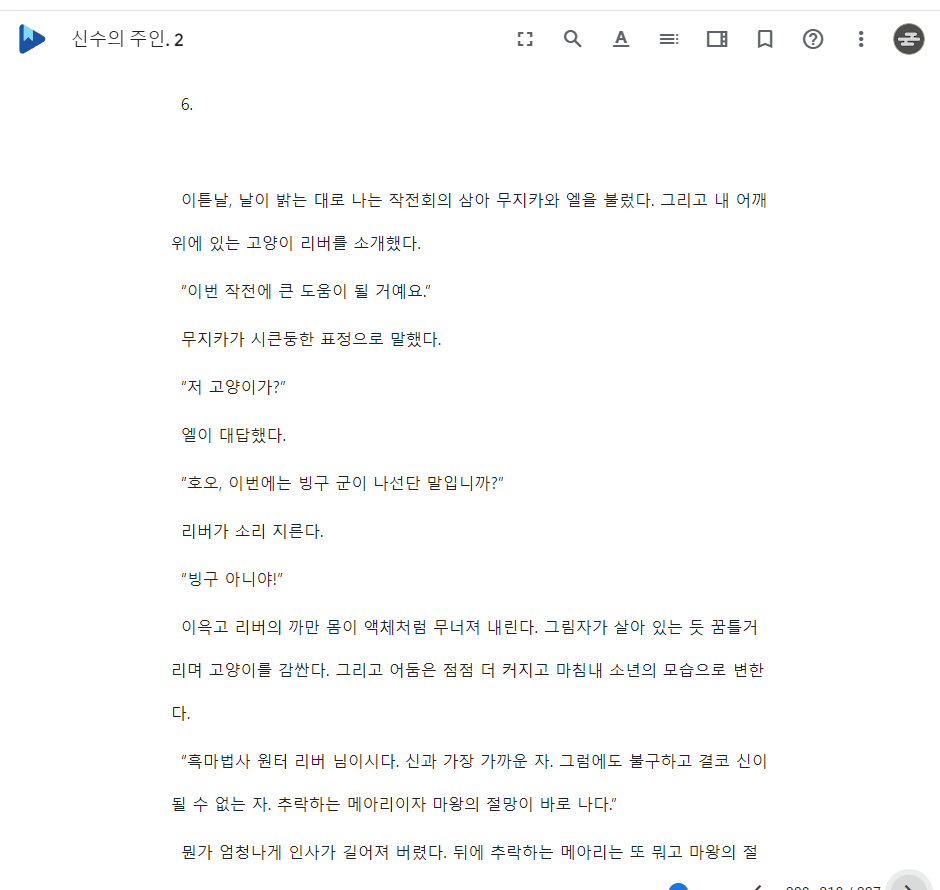 신수의 주인. 2
6.
이튿날, 날이 밝는 대로 나는 작전회의 삼아 무지카와 엘을 불렀다. 그리고 내 어깨
위에 있는 고양이 리버를 소개했다.
“이번 작전에 큰 도움이 될 거예요.”
무지카가 시큰둥한 표정으로 말했다.
“저 고양이가?”
엘이 대답했다.
“호오, 이번에는 빙구 군이 나선단 말입니까?”
리버가 소리 지른다.
“빙구 아니야!”
이윽고 리버의 까만 몸이 액체처럼 무너져 내린다. 그림자가 살아 있는 듯 꿈틀거
리며 고양이를 감싼다. 그리고 어둠은 점점 더 커지고 마침내 소년의 모습으로 변한
다.
“흑마법사 윈터 리버 님이시다. 신과 가장 가까운 자. 그럼에도 불구하고 결코 신이
될 수 없는 자. 추락하는 메아리이자 마왕의 절망이 바로 나다.”
뭔가 엄청나게 인사가 길어져 버렸다. 뒤에 추락하는 메아리는 또 뭐고 마왕의 절